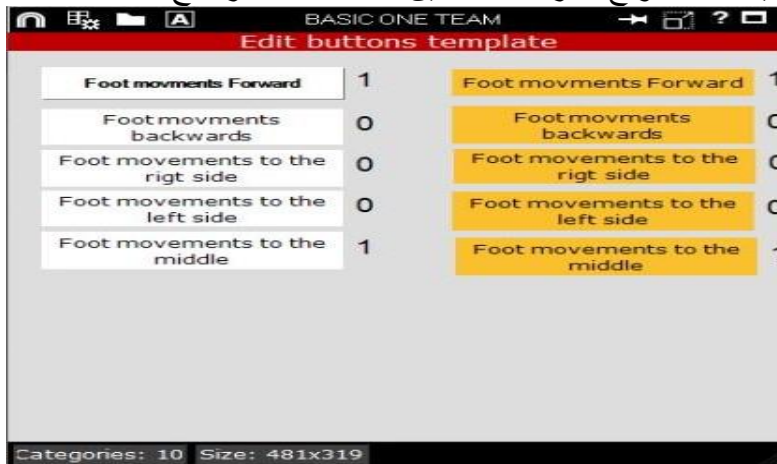 A BASIC ONE TEAM ?
Edit buttons template
Foot movments Forward 1 Foot movments Forward 1
Foot movments
backwards 0 Foot movments
backwards
Foot movements to the
rigt side 0 Foot movements to the
rigt side
Foot movements to the
left side 0 Foot movements to the
left side
Foot movements to the
middle 1 Foot movements to the
middle
Categories: 10 Size: 481x319